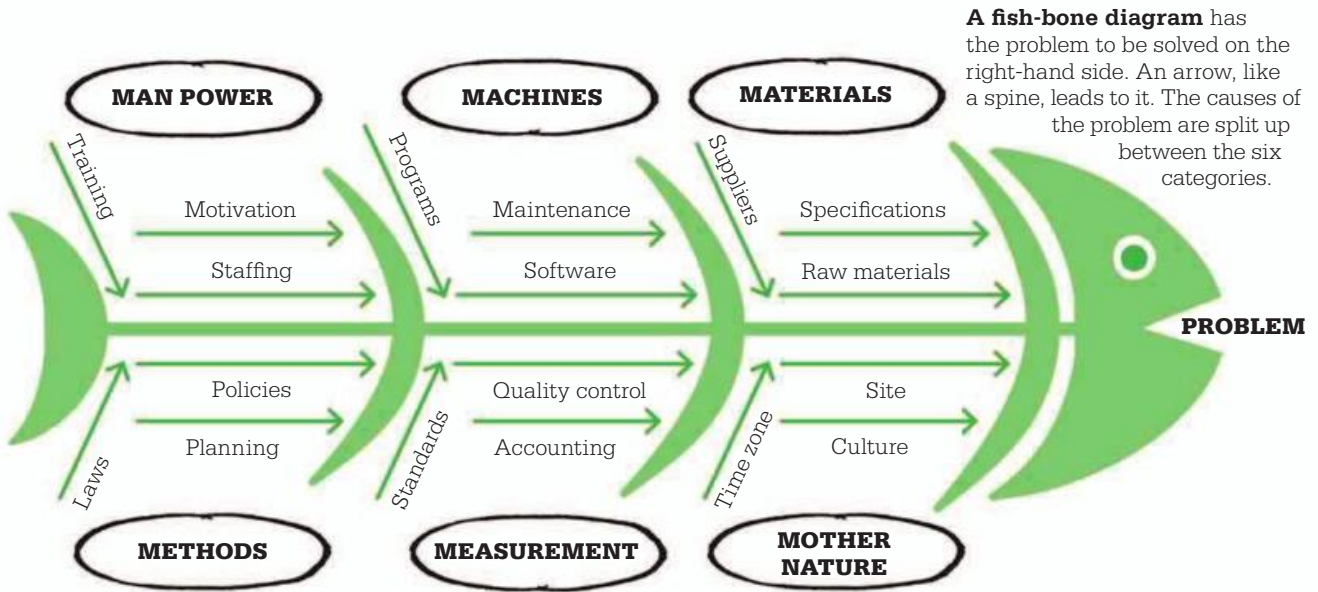 A fish-bone diagram has
the problem to be solved on the
right-hand side. An arrow, like
a spine, leads to it. The causes of
the problem are split up
between the six
categories.
MAN POWER
MACHINES
MATERIALS
Training
Motivation
Staffing
Programs
Maintenance
Software
Suppliers
Specifications
Raw materials
PROBLEM
Laws
Policies
Planning
Standards
Quality control
Accounting
Time zone
Site
Culture
METHODS
MEASUREMENT
MOTHER
NATURE